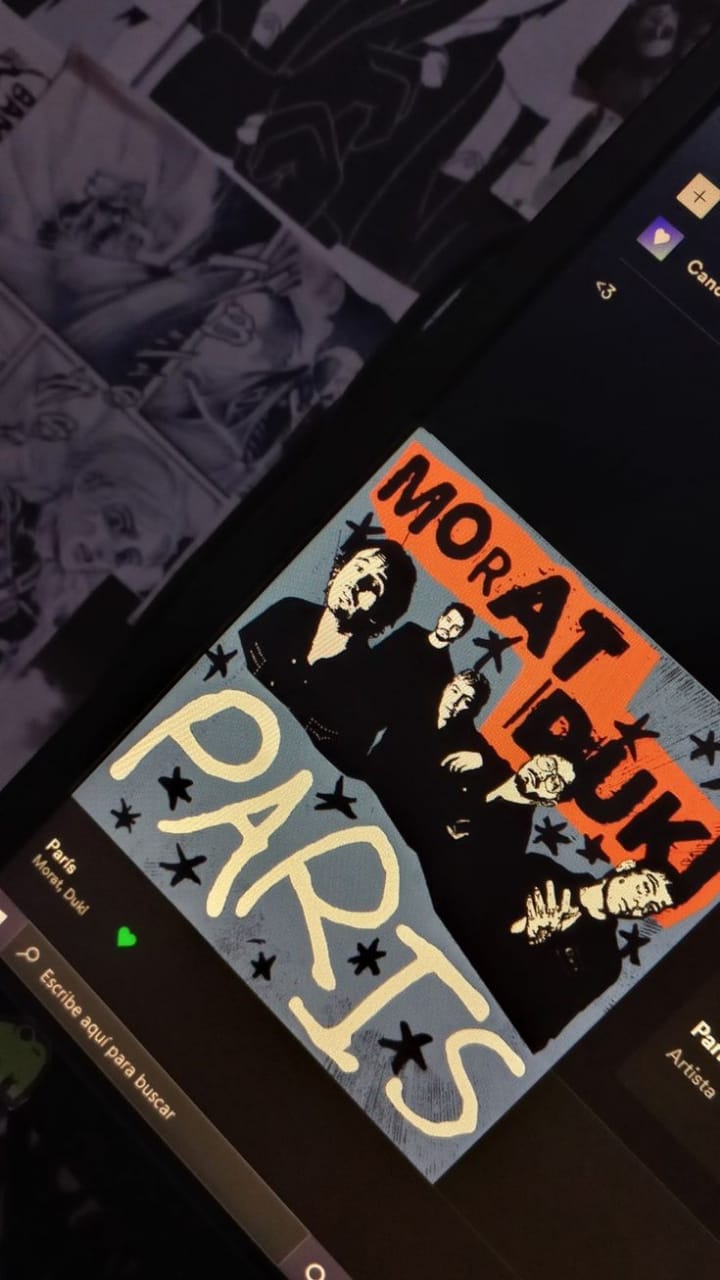 <3
MORAT
DUKI
PARIS
París
Morat, Duki
Escribe aquí para buscar
Artista